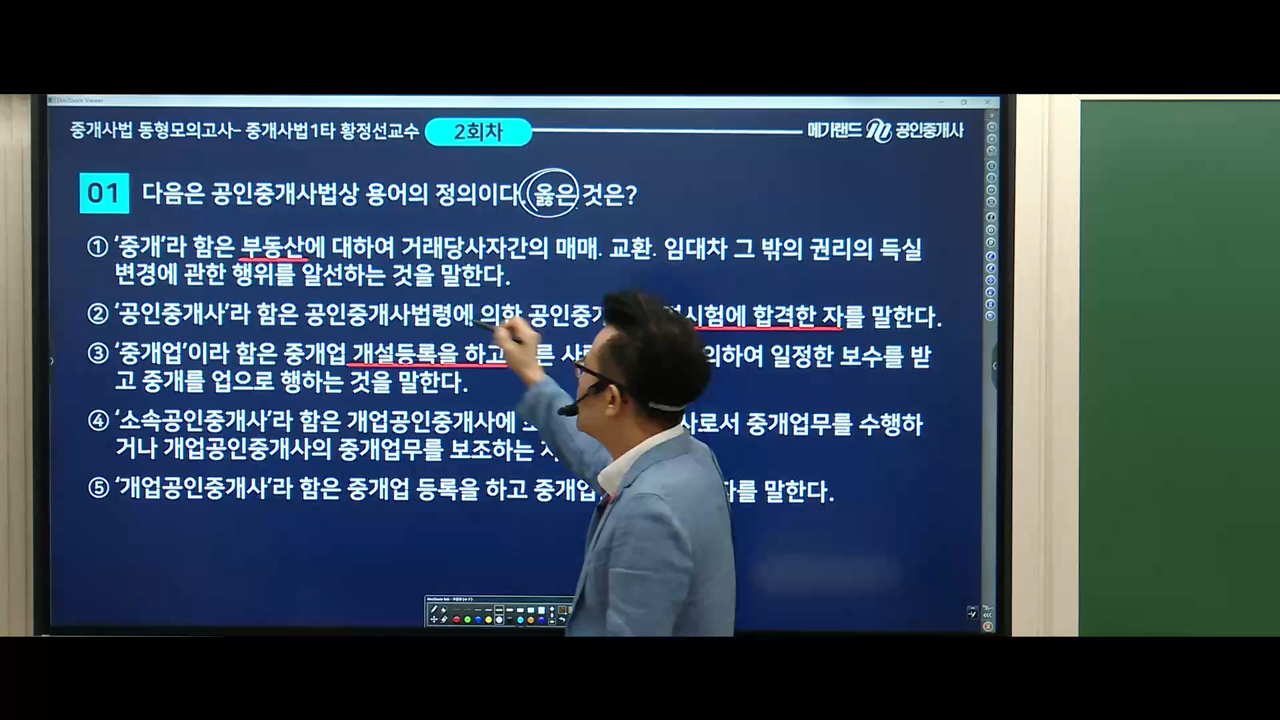 DocZoom Viewer
중개사법 동형모의고사- 중개사법1타 황정선교수 2회차 메가랜드 공인중개사
01 다음은 공인중개사법상 용어의 정의이다. 옳은 것은?
① ‘중개’라 함은 부동산에 대하여 거래당사자간의 매매. 교환. 임대차 그 밖의 권리의 득실
변경에 관한 행위를 알선하는 것을 말한다.
② ‘공인중개사’라 함은 공인중개사법령에 의한 공인중개 시험에 합격한 자를 말한다.
③ ‘중개업’이라 함은 중개업 개설등록을 하고 른 의하여 일정한 보수를 받
고 중개를 업으로 행하는 것을 말한다.
④ ‘소속공인중개사’라 함은 개업공인중개사에 사로서 중개업무를 수행하
거나 개업공인중개사의 중개업무를 보조하는
⑤ ‘개업공인중개사’라 함은 중개업 등록을 하고 중개업 자를 말한다.